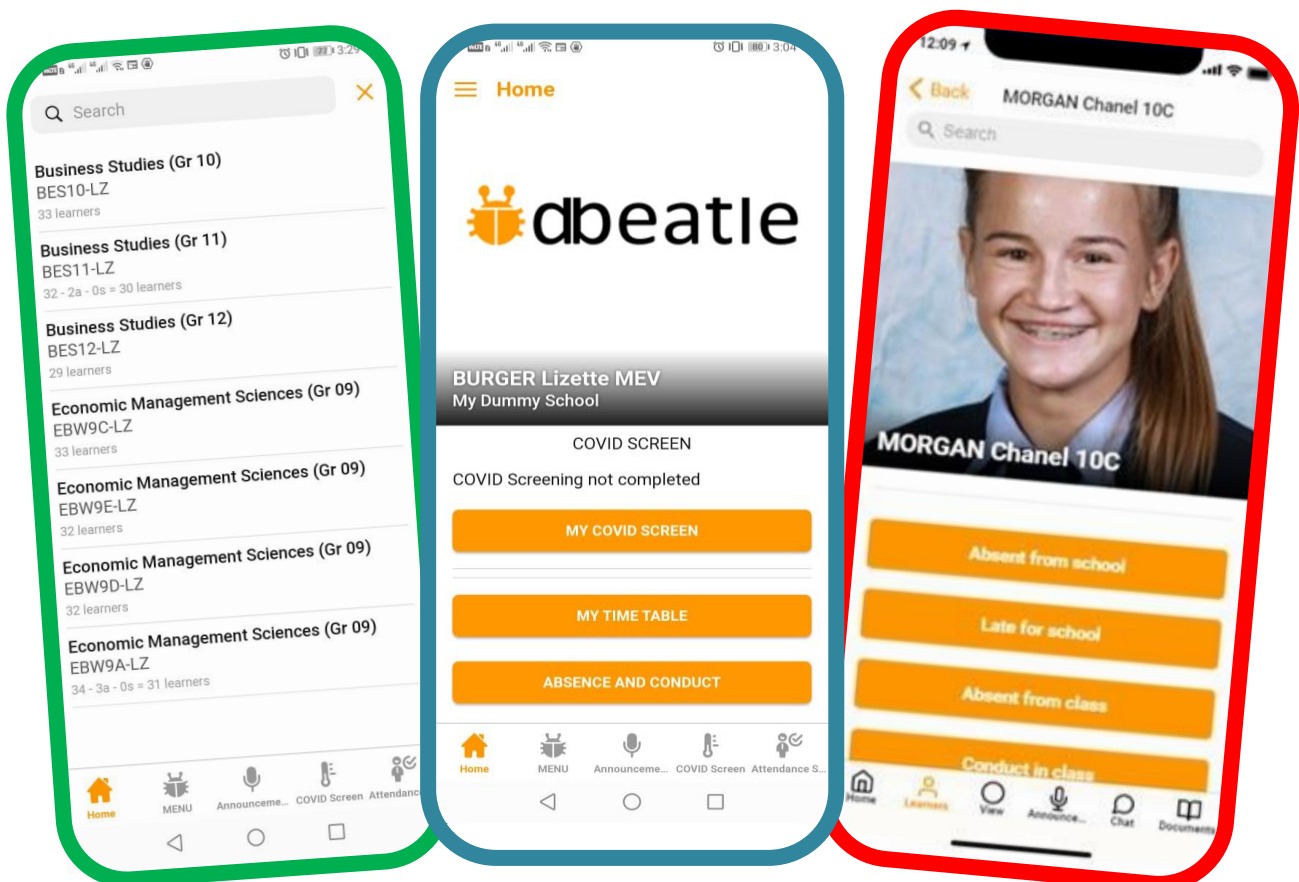 3:29
Search
Business Studies (Gr 10)
BES10-LZ
33 learners
Business Studies (Gr 11)
BES11-LZ
32 - 2a - 0s = 30 learners
Business Studies (Gr 12)
BES12-LZ
29 learners
Economic Management Sciences (Gr 09)
EBW9C-LZ
33 learners
Economic Management Sciences (Gr 09)
EBW9E-LZ
32 learners
Economic Management Sciences (Gr 09)
EBW9D-LZ
32 learners
Economic Management Sciences (Gr 09)
EBW9A-LZ
34 - 3a - 0s = 31 learners
Home
MENU
Announceme...
COVID Screen
Attendanc
80 3:04
Home
dbeatle
BURGER Lizette MEV
My Dummy School
COVID SCREEN
COVID Screening not completed
MY COVID SCREEN
MY TIME TABLE
ABSENCE AND CONDUCT
Home
MENU
Announceme...
COVID Screen
Attendance S...
12:09
Back
MORGAN Chanel 10C
Search
MORGAN Chanel 10C
Absent from school
Late for school
Absent from class
Conduct in class
Home
Learners
View
Announce...
Chat
Documents